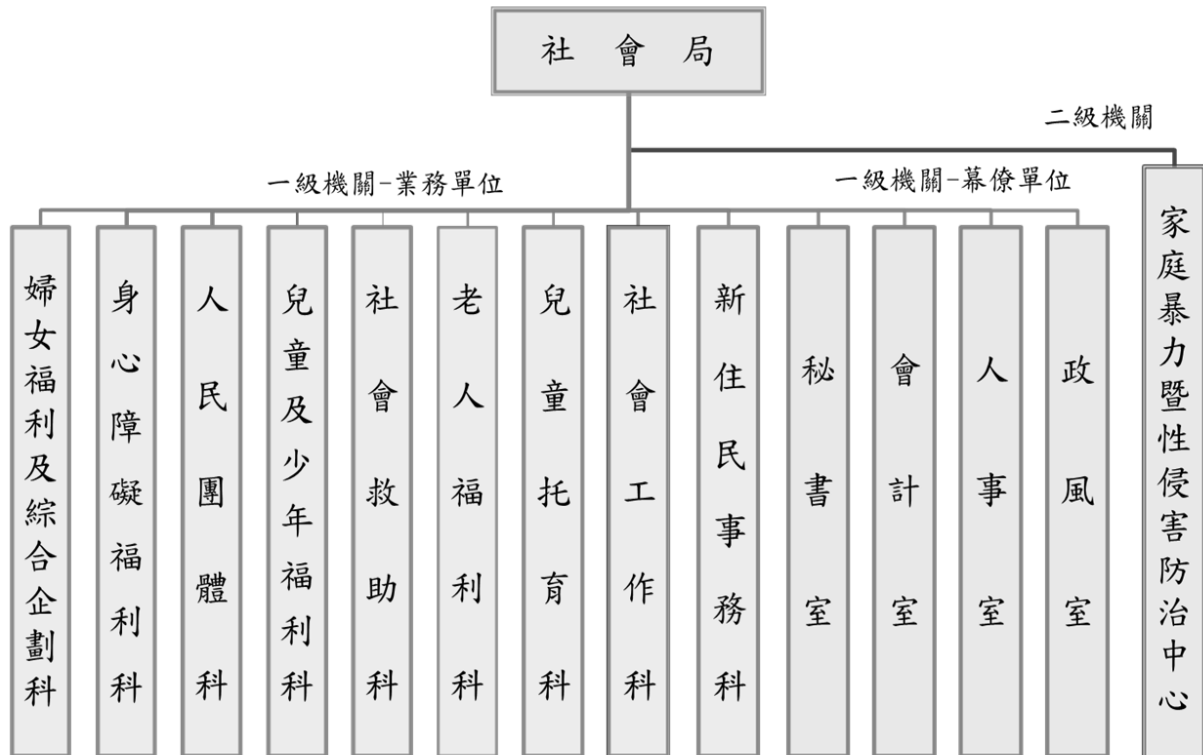 社會局
二級機關
一級機關-業務單位
一級機關-幕僚單位
婦女福利及綜合企劃科
身心障礙福利科
人民團體科
兒童及少年福利科
社會救助科
老人福利科
兒童托育科
社會工作科
新住民事務科
秘書室
會計室
人事室
政風室
家庭暴力暨性侵害防治中心